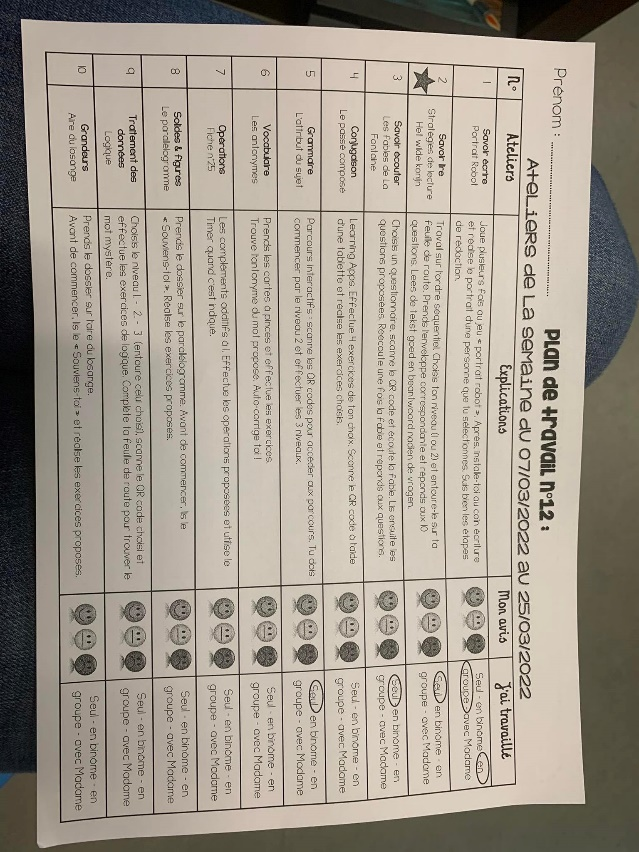 Prénom : ......................................
Plan de travail n°12 :
Ateliers de la semaine du 07/03/2022 au 25/03/2022
N° Ateliers Explications Mon avis J'ai travaillé
1
Savoir écrire
Portrait Robot
Joue plusieurs fois au jeu « portrait robot ». Après, installe-toi au coin écriture
et réalise le portrait d'une personne que tu sélectionnes. Suis bien les étapes
de rédaction.
Seul - en binôme - en
groupe - avec Madame
2
Savoir lire
Stratégies de lecture
Het wilde konijn
Travail sur l'ordre séquentiel. Choisis ton niveau (1 ou 2) et entoure-le sur ta
feuille de route. Prends l'enveloppe correspondante et réponds aux 10
questions. Lees de tekst goed en beantwoord nadien de vragen.
Seul - en binôme - en
groupe - avec Madame
3
Savoir écouter
Les fables de La
Fontaine
Choisis un questionnaire, scanne le QR code et écoute la fable. Lis ensuite les
questions proposées. Réécoute une fois la fable et réponds aux questions.
Seul - en binôme - en
groupe - avec Madame
4
Conjugaison
Le passé composé
Learning Apps. Effectue 4 exercices de ton choix. Scanne le QR code à l'aide
d'une tablette et réalise les exercices choisis.
Seul - en binôme - en
groupe - avec Madame
5
Grammaire
L'attribut du sujet
Parcours interactifs : scanne les QR codes pour accéder aux parcours. Tu dois
commencer par le niveau 2 et effectuer les 3 niveaux.
Seul - en binôme - en
groupe - avec Madame
6
Vocabulaire
Les antonymes
Prends les cartes à pinces et effectue les exercices.
Trouve l'antonyme du mot proposé. Auto-corrige toi !
Seul - en binôme - en
groupe - avec Madame
7
Opérations
Fiche n°25
Les compléments additifs à 1. Effectue les opérations proposées et utilise le
Timer quand c'est indiqué.
Seul - en binôme - en
groupe - avec Madame
8
Solides & figures
Le parallélogramme
Prends le dossier sur le parallélogramme. Avant de commencer, lis le
« Souviens-toi ». Réalise les exercices proposés.
Seul - en binôme - en
groupe - avec Madame
9
Traitement des
données
Logique
Choisis le niveau 1 - 2 - 3 (entoure celui choisi), scanne le QR code choisi et
effectue les exercices de logique. Complète ta feuille de route pour trouver le
mot mystère.
Seul - en binôme - en
groupe - avec Madame
10
Grandeurs
Aire du losange
Prends le dossier sur l'aire du losange.
Avant de commencer, lis le « Souviens-toi » et réalise les exercices proposés.
Seul - en binôme - en
groupe - avec Madame